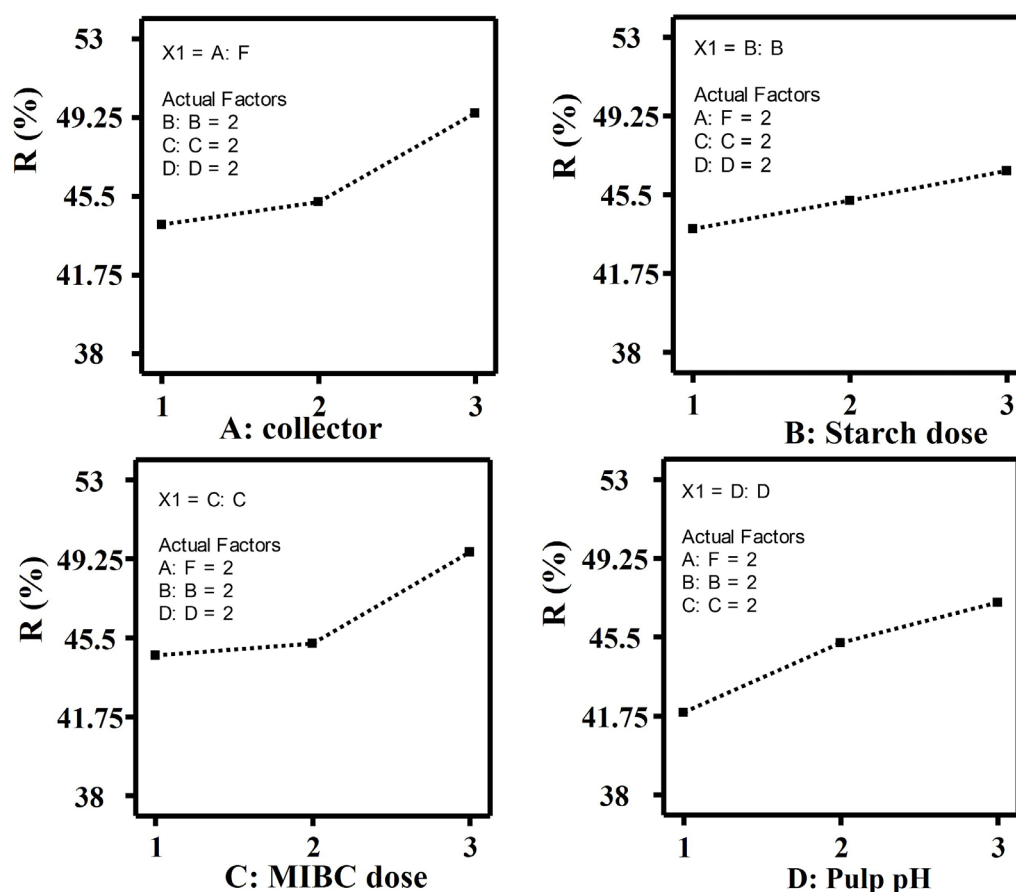 53
49.25
45.5
41.75
38
R (%)
X1 = A: F
Actual Factors
B: B = 2
C: C = 2
D: D = 2
1 2 3
A: collector
53
49.25
45.5
41.75
38
R (%)
X1 = B: B
Actual Factors
A: F = 2
C: C = 2
D: D = 2
1 2 3
B: Starch dose
53
49.25
45.5
41.75
38
R (%)
X1 = C: C
Actual Factors
A: F = 2
B: B = 2
D: D = 2
1 2 3
C: MIBC dose
53
49.25
45.5
41.75
38
R (%)
X1 = D: D
Actual Factors
A: F = 2
B: B = 2
C: C = 2
1 2 3
D: Pulp pH